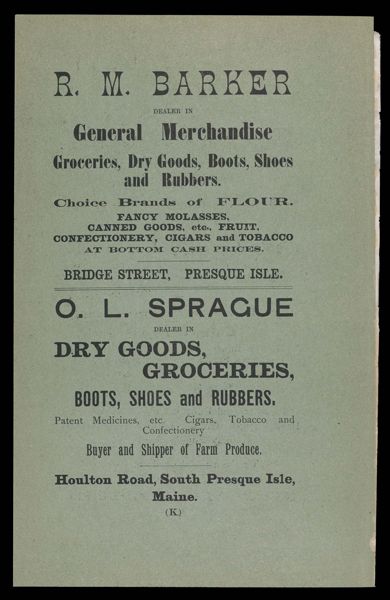 R. M. BARKER
DEALER IN
General Merchandise
Groceries, Dry Goods, Boots, Shoes
and Rubbers.
Choice Brands of FLOUR.
FANCY MOLASSES,
CANNED GOODS, etc., FRUIT,
CONFECTIONERY, CIGARS and TOBACCO
AT BOTTOM CASH PRICES.
BRIDGE STREET, PRESQUE ISLE.
O. L. SPRAGUE
DEALER IN
DRY GOODS,
GROCERIES,
BOOTS, SHOES and RUBBERS.
Patent Medicines, etc. Cigars, Tobacco and
Confectionery
Buyer and Shipper of Farm Produce.
Houlton Road, South Presque Isle,
Maine.
(K)